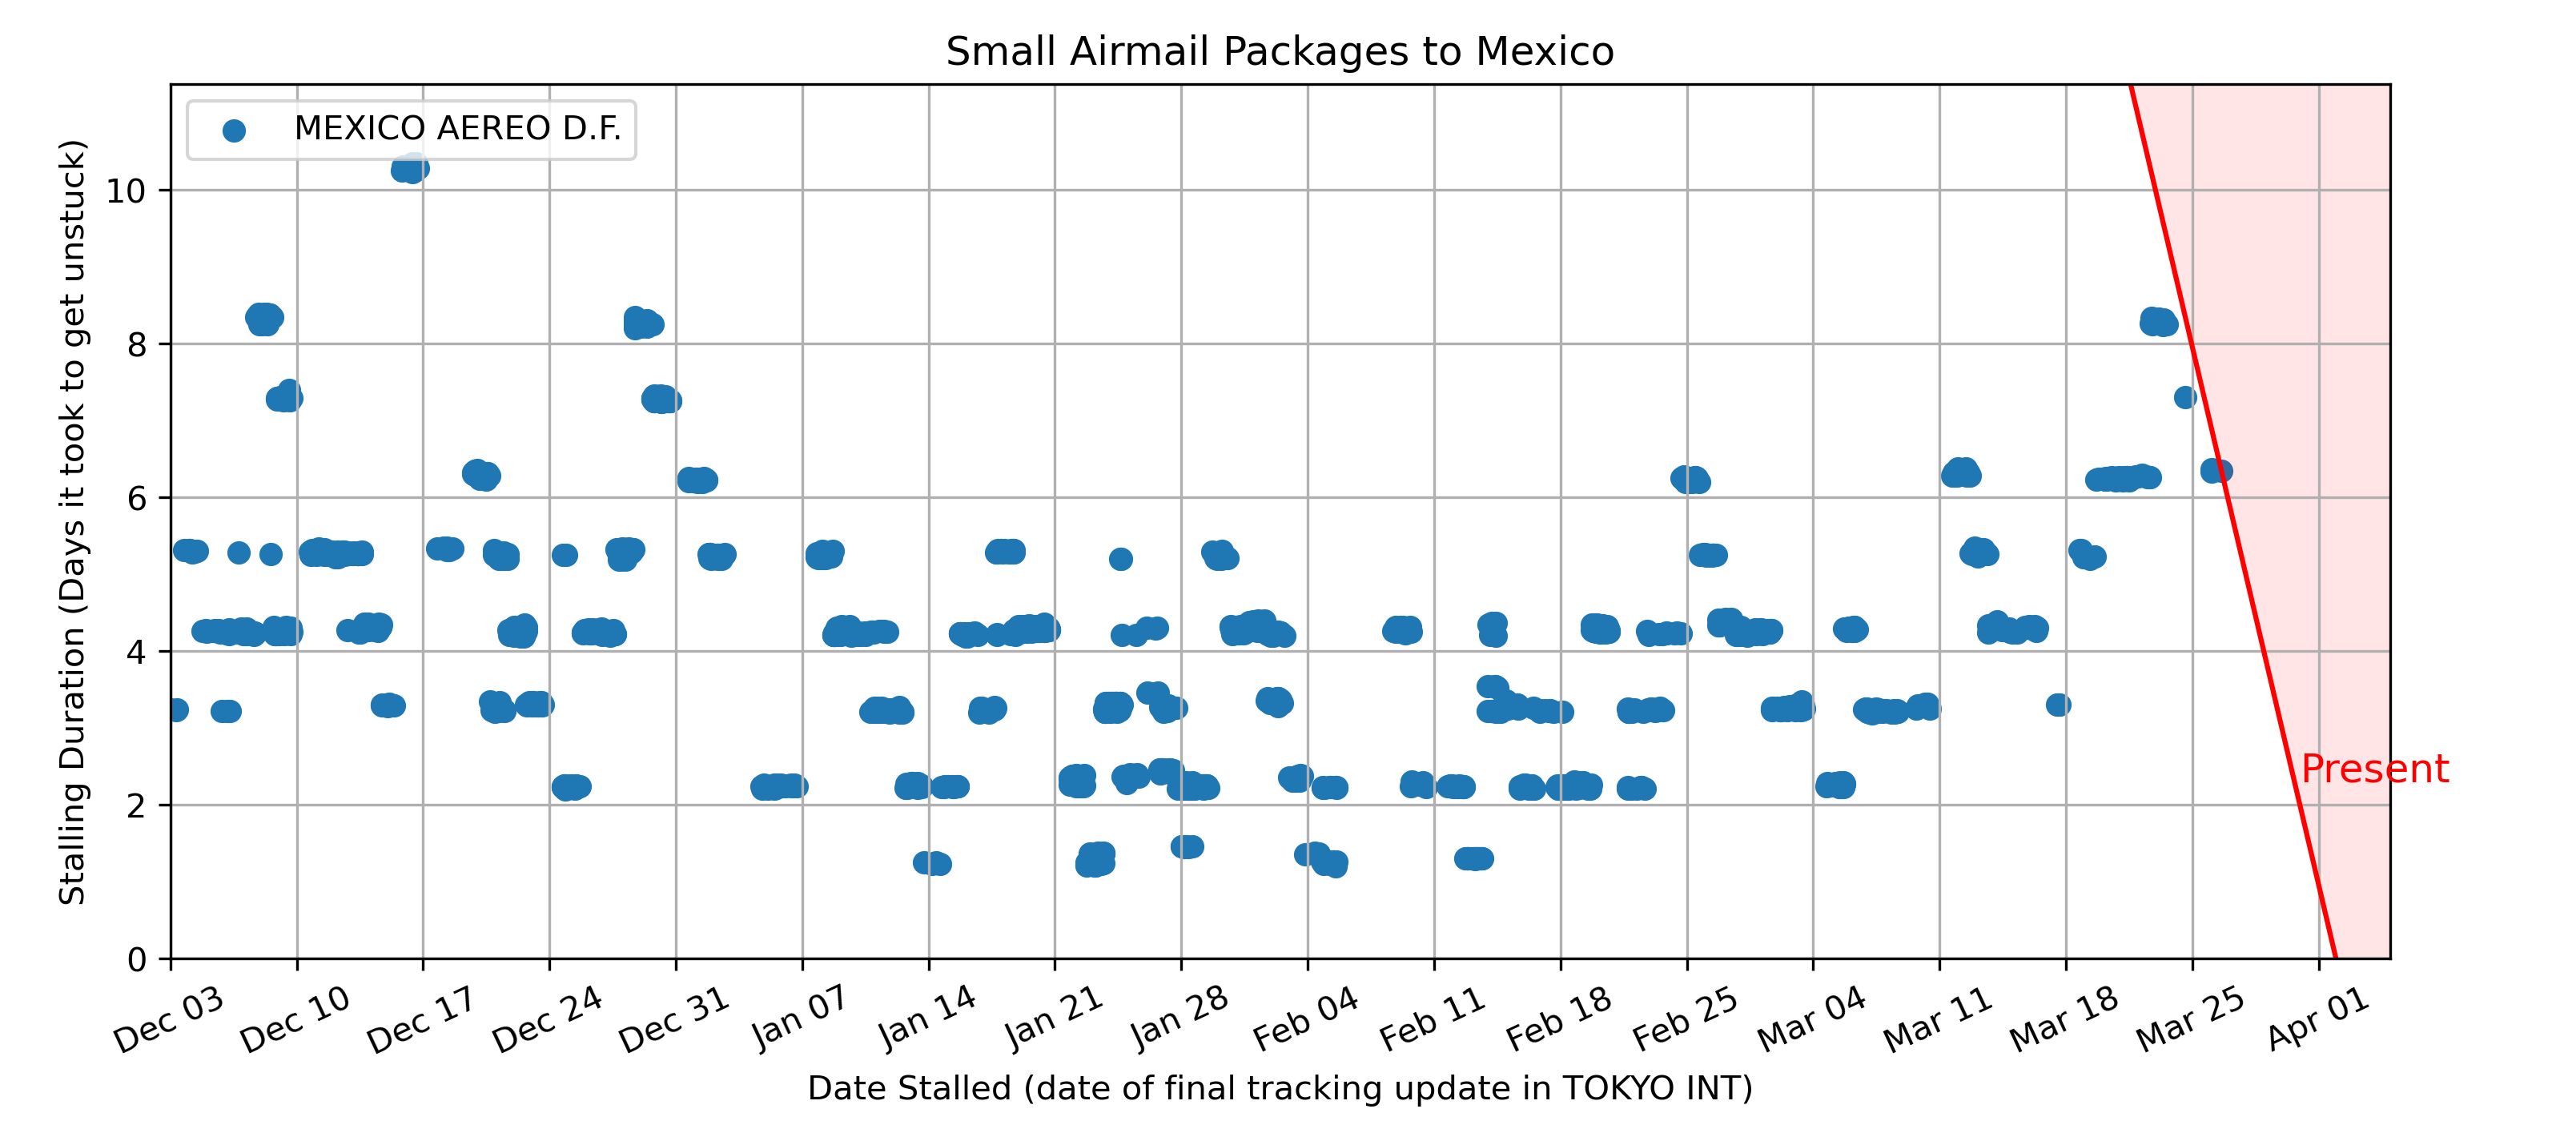 Small Airmail Packages to Mexico
MEXICO AEREO D.F.
Stalling Duration (Days it took to get unstuck)
10
8
6
4
2
0
Present
Dec 03 Dec 10 Dec 17 Dec 24 Dec 31 Jan 07 Jan 14 Jan 21 Jan 28 Feb 04 Feb 11 Feb 18 Feb 25 Mar 04 Mar 11 Mar 18 Mar 25 Apr 01
Date Stalled (date of final tracking update in TOKYO INT)